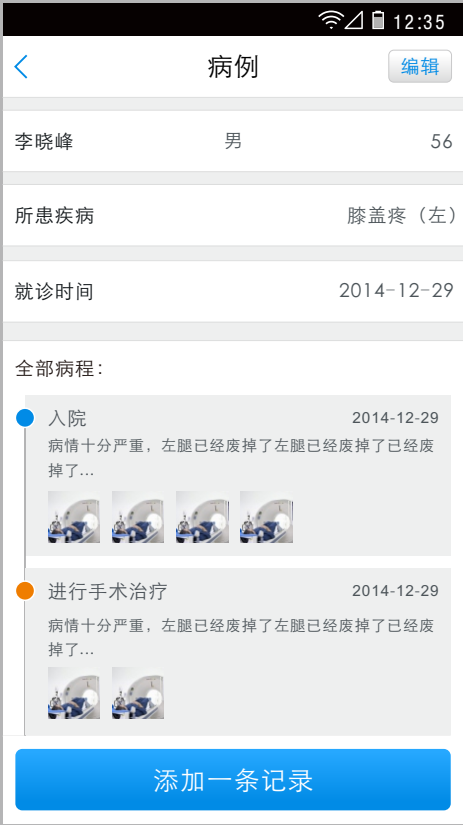 12:35
病例
编辑
李晓峰 男 56
所患疾病 膝盖疼（左）
就诊时间 2014-12-29
全部病程：
入院 2014-12-29
病情十分严重，左腿已经废掉了左腿已经废掉了已经废
掉了...
进行手术治疗 2014-12-29
病情十分严重，左腿已经废掉了左腿已经废掉了已经废
掉了...
添加一条记录